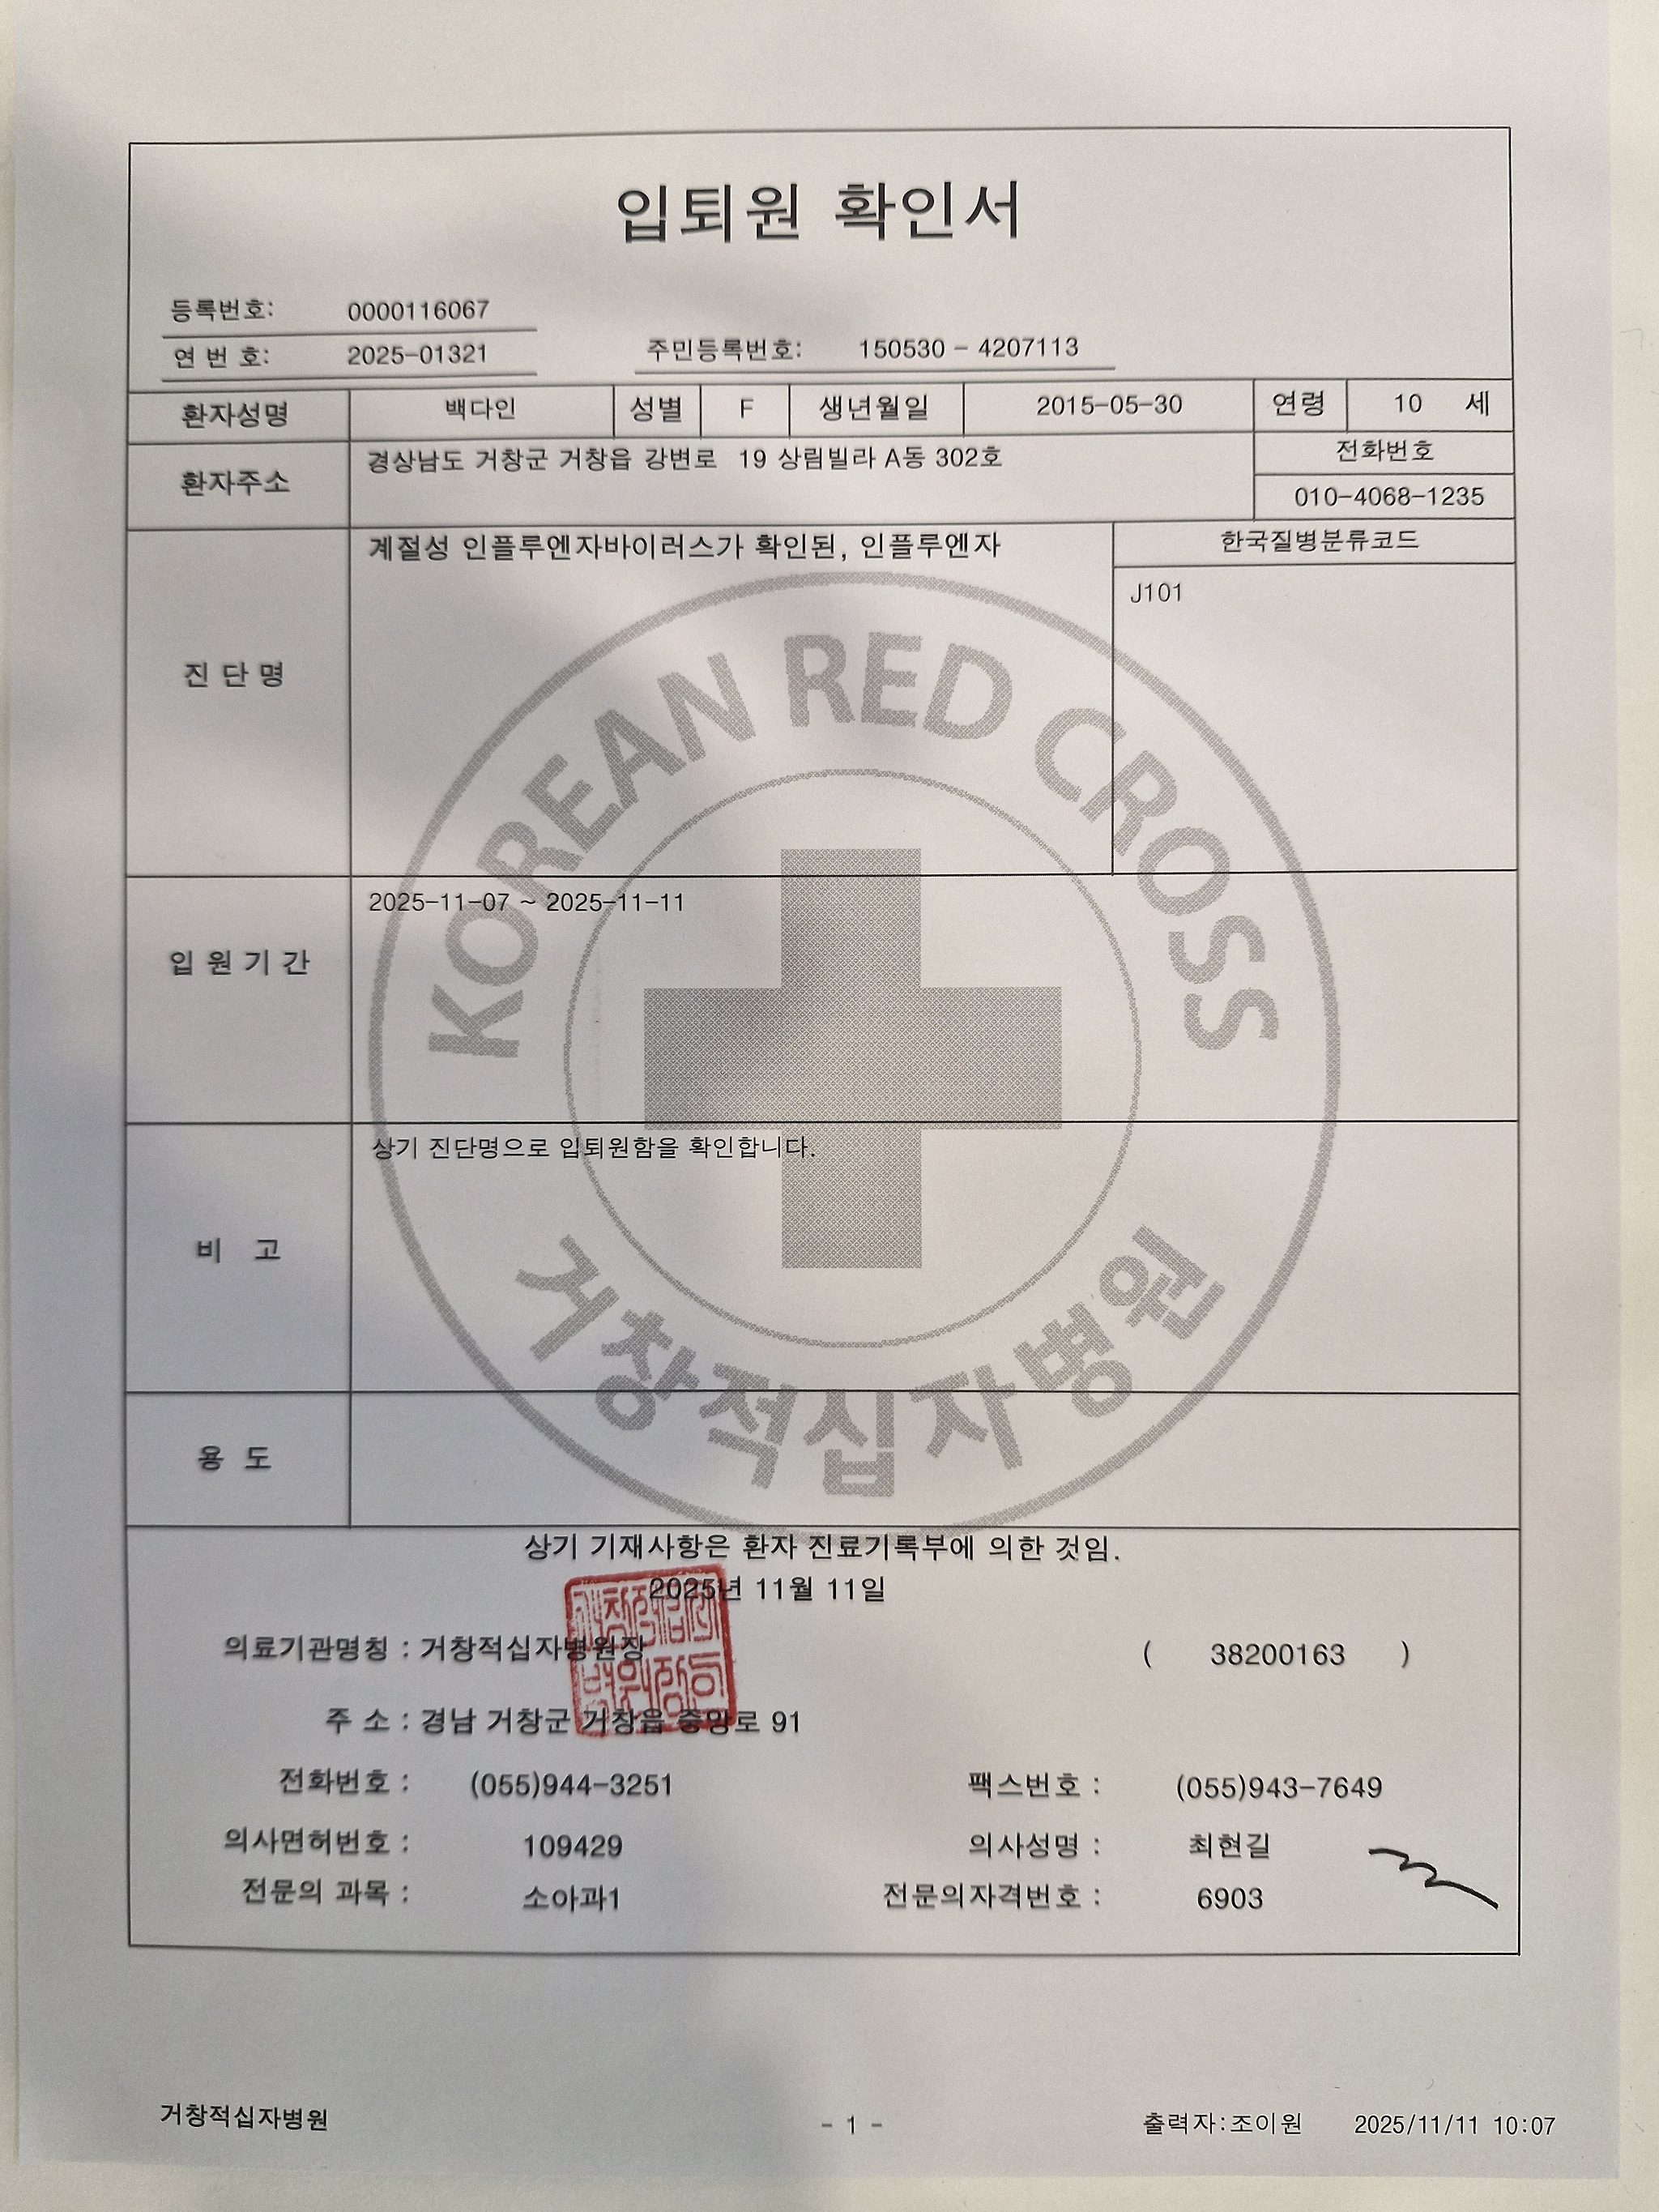 입퇴원 확인서
등록번호: 0000116067
연 번 호: 2025-01321 주민등록번호: 150530 - 4207113
환자성명 백다인 성별 F 생년월일 2015-05-30 연령 10 세
환자주소 경상남도 거창군 거창읍 강변로 19 상림빌라 A동 302호 전화번호
010-4068-1235
계절성 인플루엔자바이러스가 확인된, 인플루엔자 한국질병분류코드
J101
진 단 명
KOREAN RED CROSS
2025-11-07 ~ 2025-11-11
입 원 기 간
상기 진단명으로 입퇴원함을 확인합니다.
비 고
거창적십자병원
용 도
상기 기재사항은 환자 진료기록부에 의한 것임.
2025년 11월 11일
의료기관명칭 : 거창적십자병원장 ( 38200163 )
주 소 : 경남 거창군 거창읍 중앙로 91
전화번호 : (055)944-3251 팩스번호 : (055)943-7649
의사면허번호 : 109429 의사성명 : 최현길
전문의 과목 : 소아과1 전문의자격번호 : 6903
거창적십자병원 - 1 - 출력자:조이원 2025/11/11 10:07